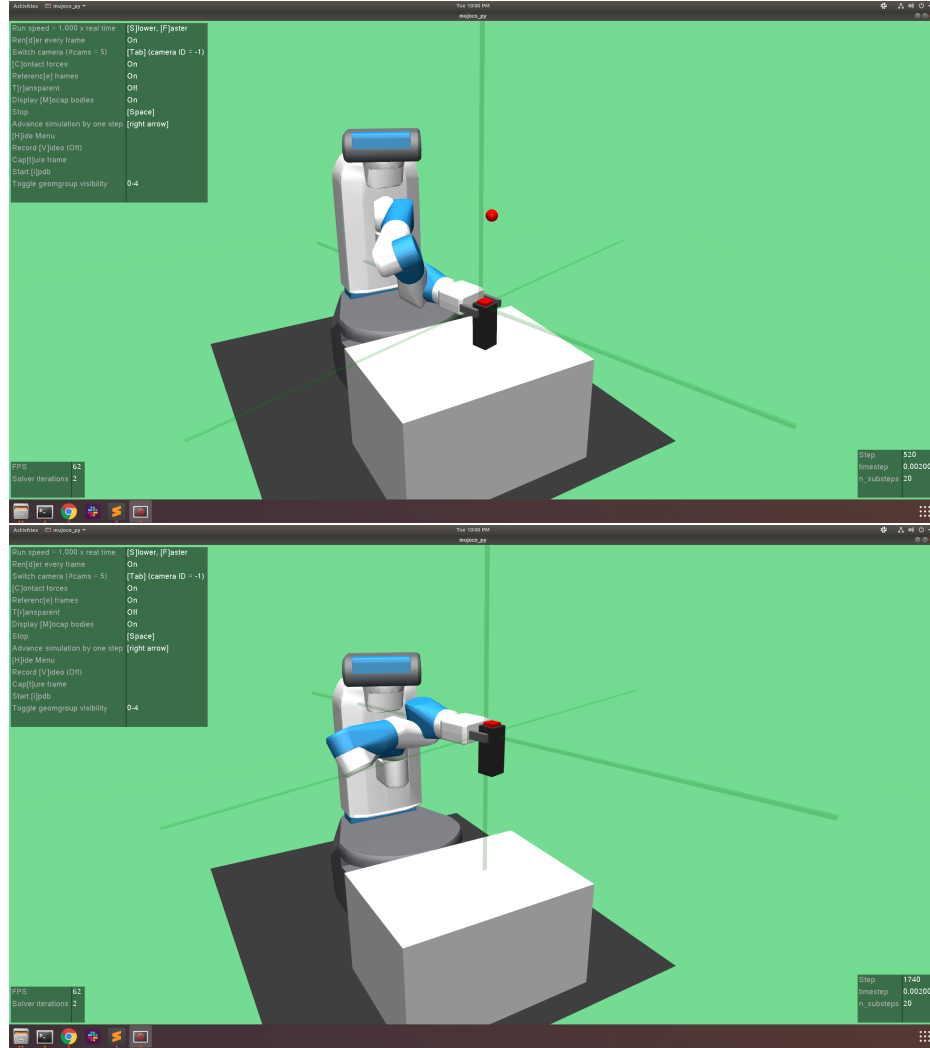 Activities mujoco_py Tue 10:00 PM
mujoco_py
Run speed = 1.000 x real time [S]lower, [F]aster
Ren[d]er every frame On
Switch camera (#cams = 5) [Tab] (camera ID = -1)
[C]ontact forces On
Referenc[e] frames On
T[r]ansparent Off
Display [M]ocap bodies On
Stop [Space]
Advance simulation by one step [right arrow]
[H]ide Menu
Record [V]ideo (Off)
Cap[t]ure frame
Start [i]pdb
Toggle geomgroup visibility 0-4
FPS 62
Solver iterations 2
Step 520
timestep 0.00200
n_substeps 20
Activities mujoco_py Tue 10:00 PM
mujoco_py
Run speed = 1.000 x real time [S]lower, [F]aster
Ren[d]er every frame On
Switch camera (#cams = 5) [Tab] (camera ID = -1)
[C]ontact forces On
Referenc[e] frames On
T[r]ansparent Off
Display [M]ocap bodies On
Stop [Space]
Advance simulation by one step [right arrow]
[H]ide Menu
Record [V]ideo (Off)
Cap[t]ure frame
Start [i]pdb
Toggle geomgroup visibility 0-4
FPS 62
Solver iterations 2
Step 1740
timestep 0.00200
n_substeps 20